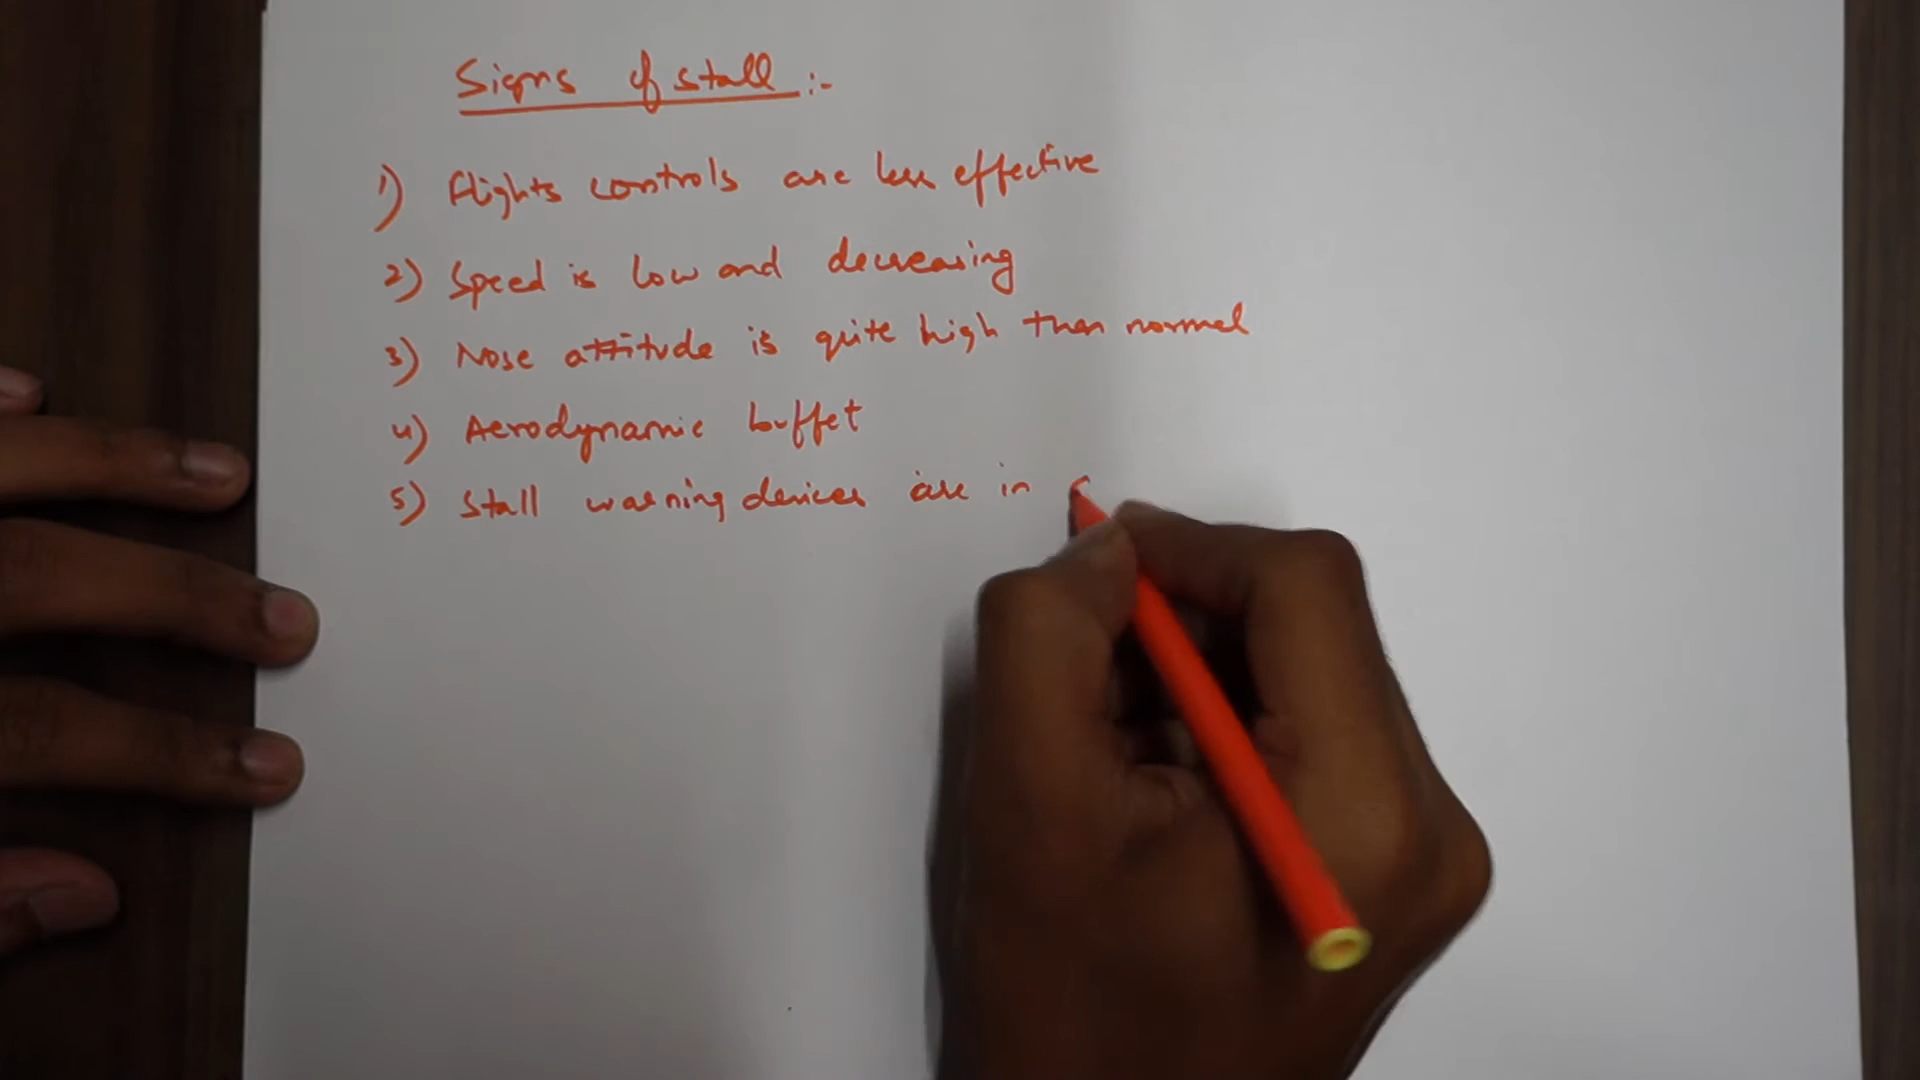 Signs of stall :-
1) Flights controls are less effective
2) Speed is low and decreasing
3) Nose attitude is quite high than normal
4) Aerodynamic buffet
5) Stall warning devices are in